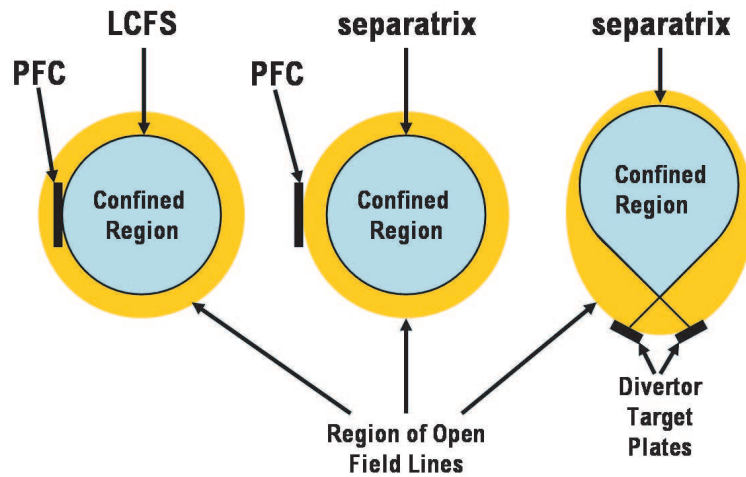 LCFS
separatrix
separatrix
PFC
PFC
Confined
Region
Confined
Region
Confined
Region
Region of Open
Field Lines
Divertor
Target
Plates